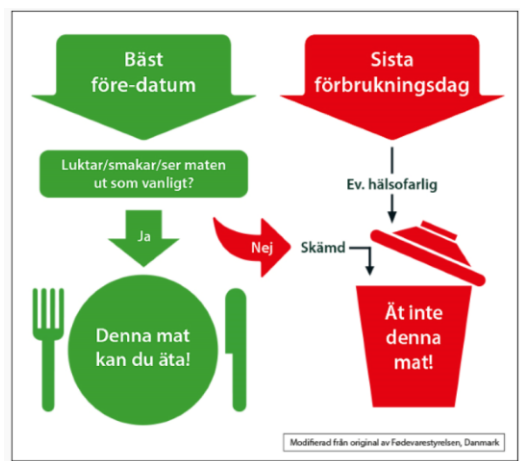 Bäst
före-datum
Sista
förbrukningsdag
Luktar/smakar/ser maten
ut som vanligt?
Ev. hälsofarlig
Ja
Nej
Skämd
Denna mat
kan du äta!
Ät inte
denna
mat!
Modifierad från original av Fødevarestyrelsen, Danmark